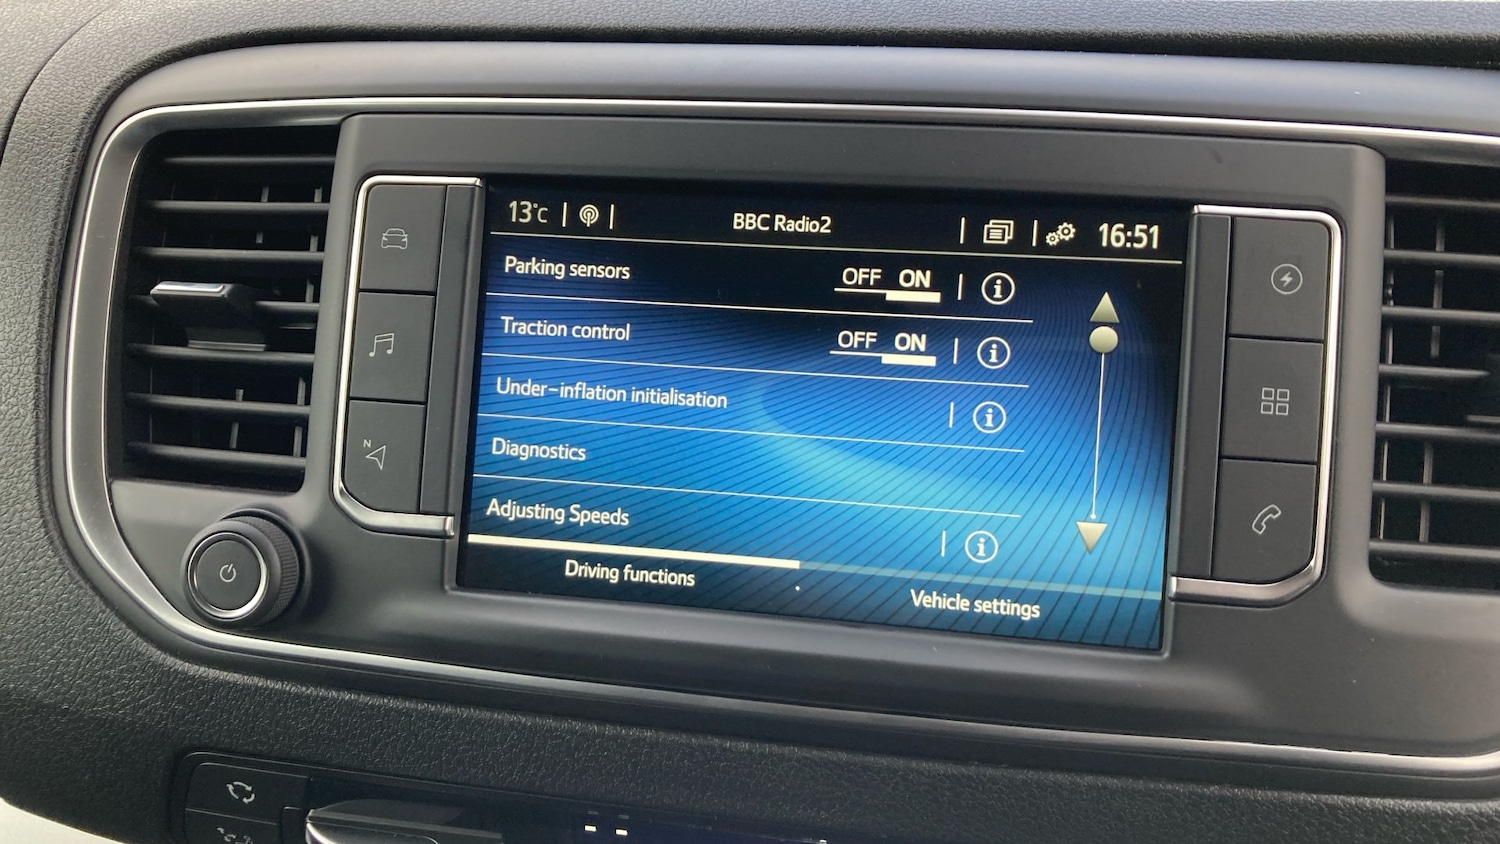 13°C BBC Radio2 16:51
Parking sensors OFF ON i
Traction control OFF ON i
Under-inflation initialisation i
Diagnostics
Adjusting Speeds i
Driving functions Vehicle settings
N